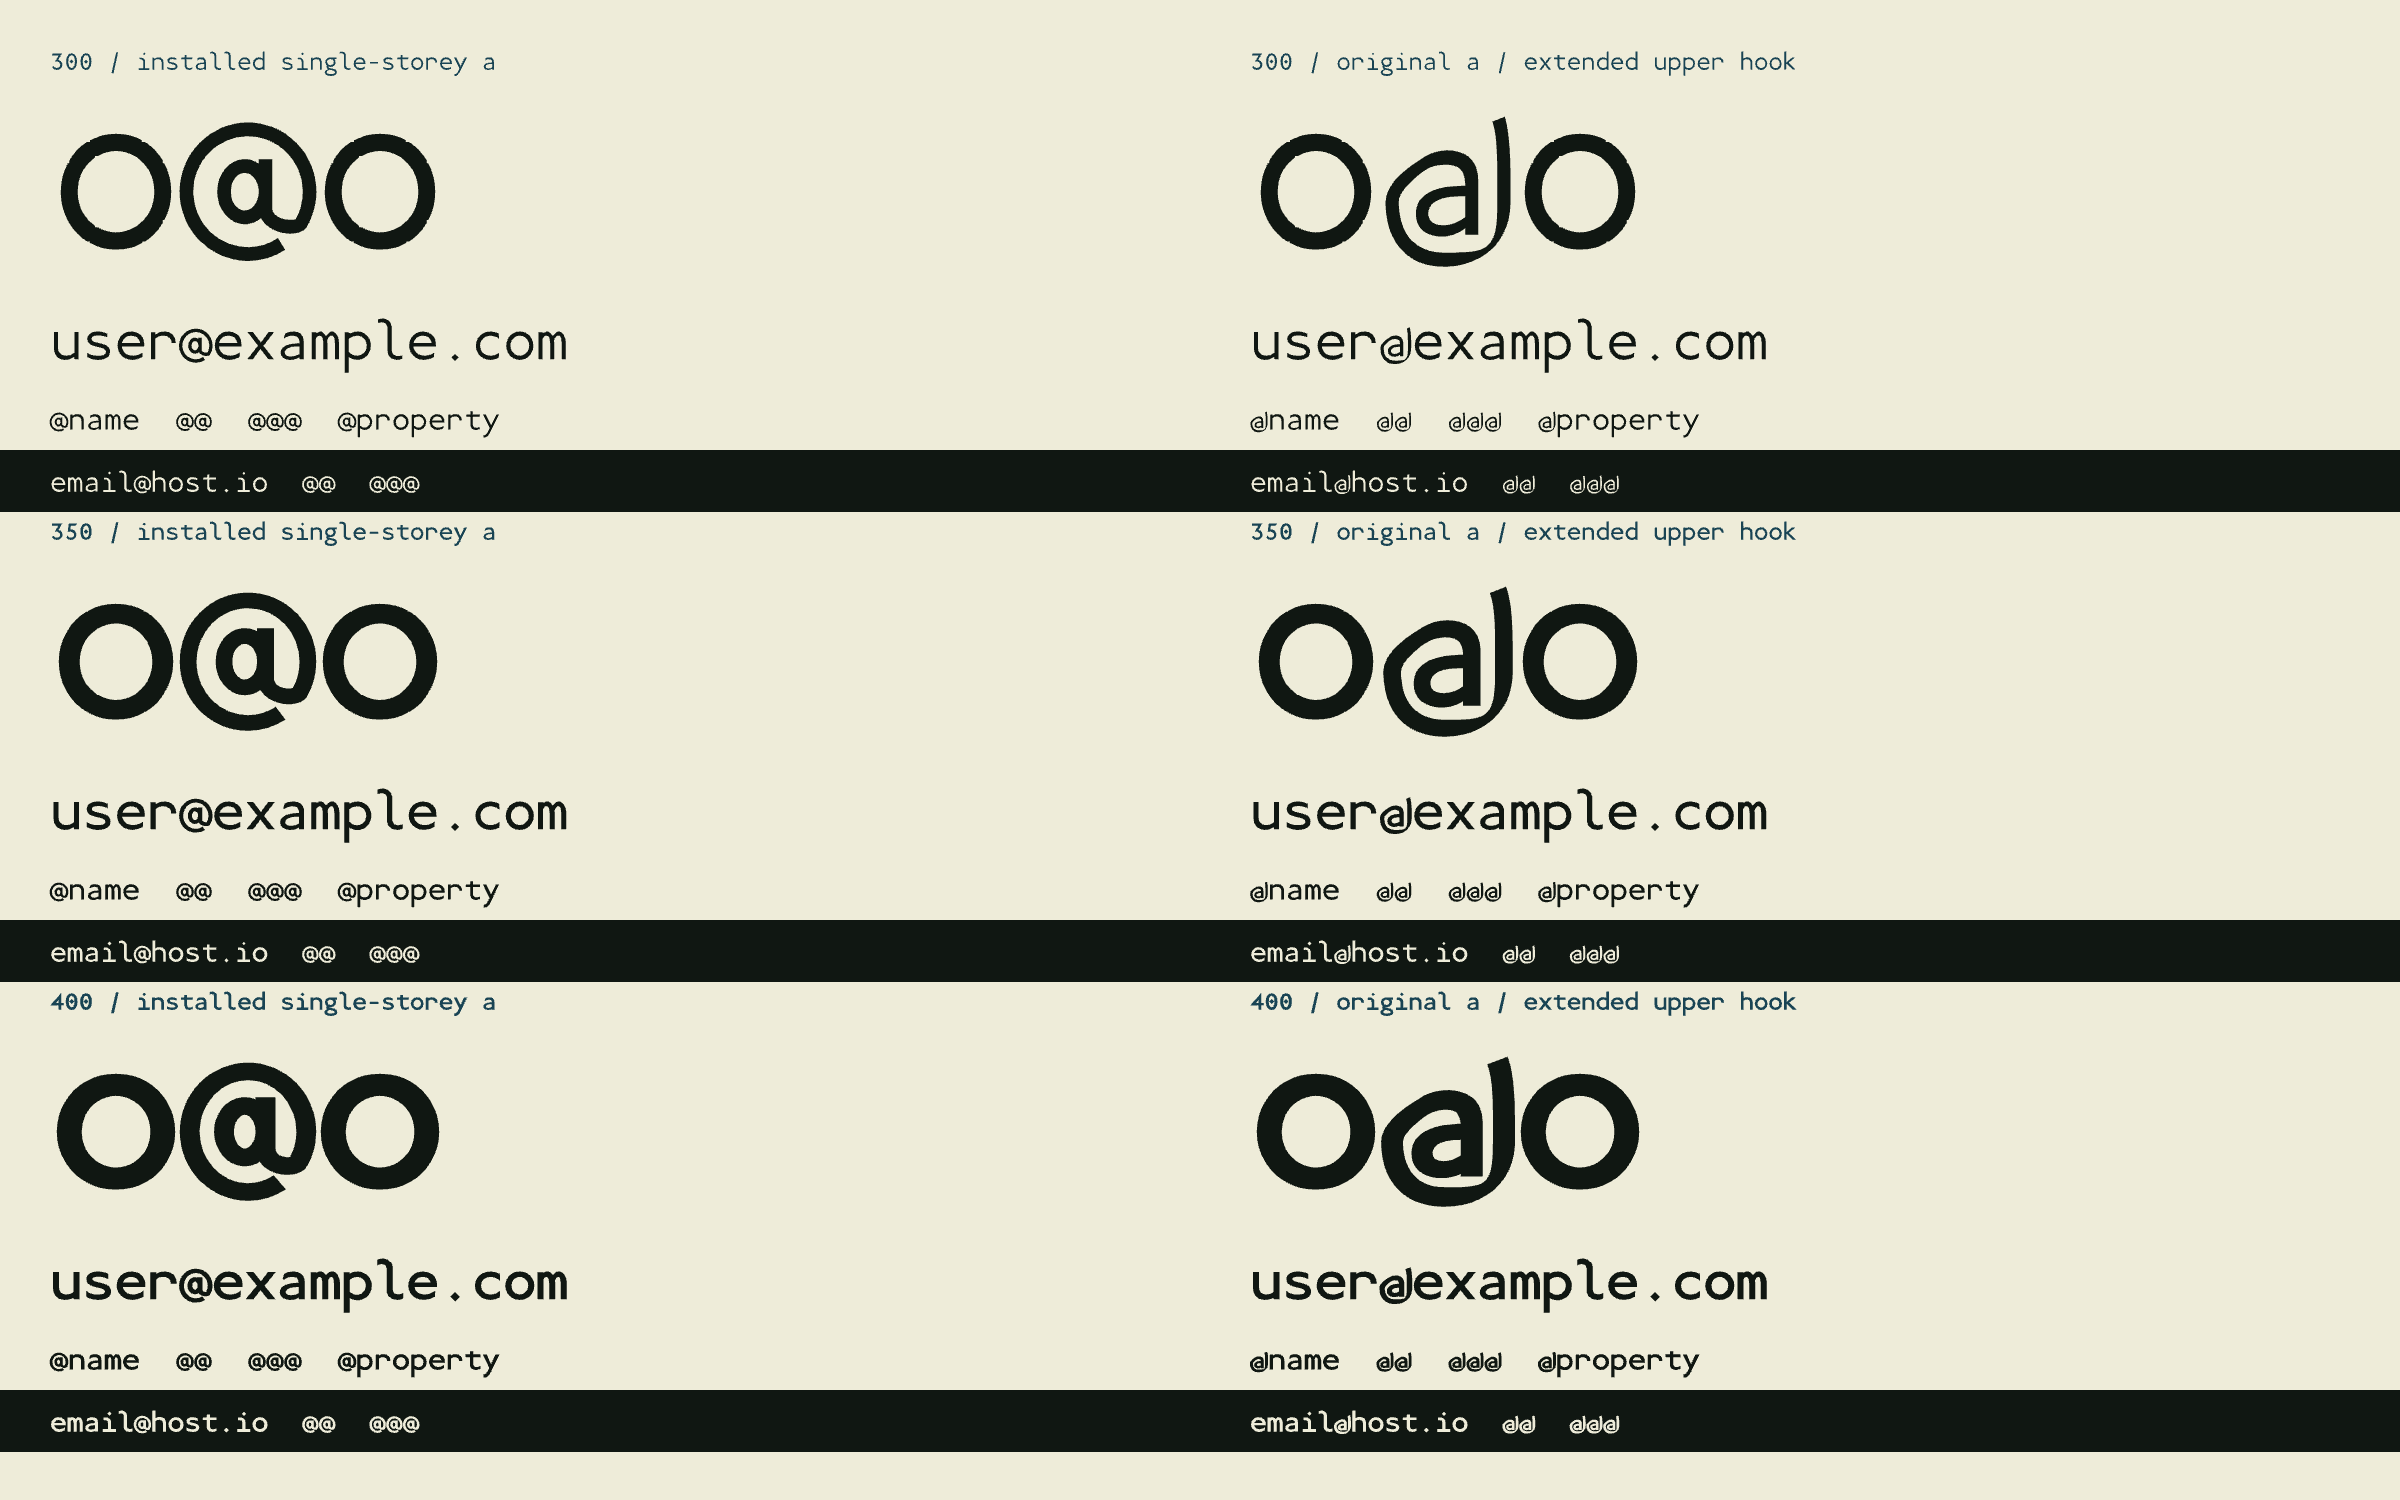 300 / installed single-storey a
300 / original a / extended upper hook
O@O
O@O
user@example.com
user@example.com
@name @@ @@@ @property
@name @@ @@@ @property
email@host.io @@ @@@
email@host.io @@ @@@
350 / installed single-storey a
350 / original a / extended upper hook
O@O
O@O
user@example.com
user@example.com
@name @@ @@@ @property
@name @@ @@@ @property
email@host.io @@ @@@
email@host.io @@ @@@
400 / installed single-storey a
400 / original a / extended upper hook
O@O
O@O
user@example.com
user@example.com
@name @@ @@@ @property
@name @@ @@@ @property
email@host.io @@ @@@
email@host.io @@ @@@